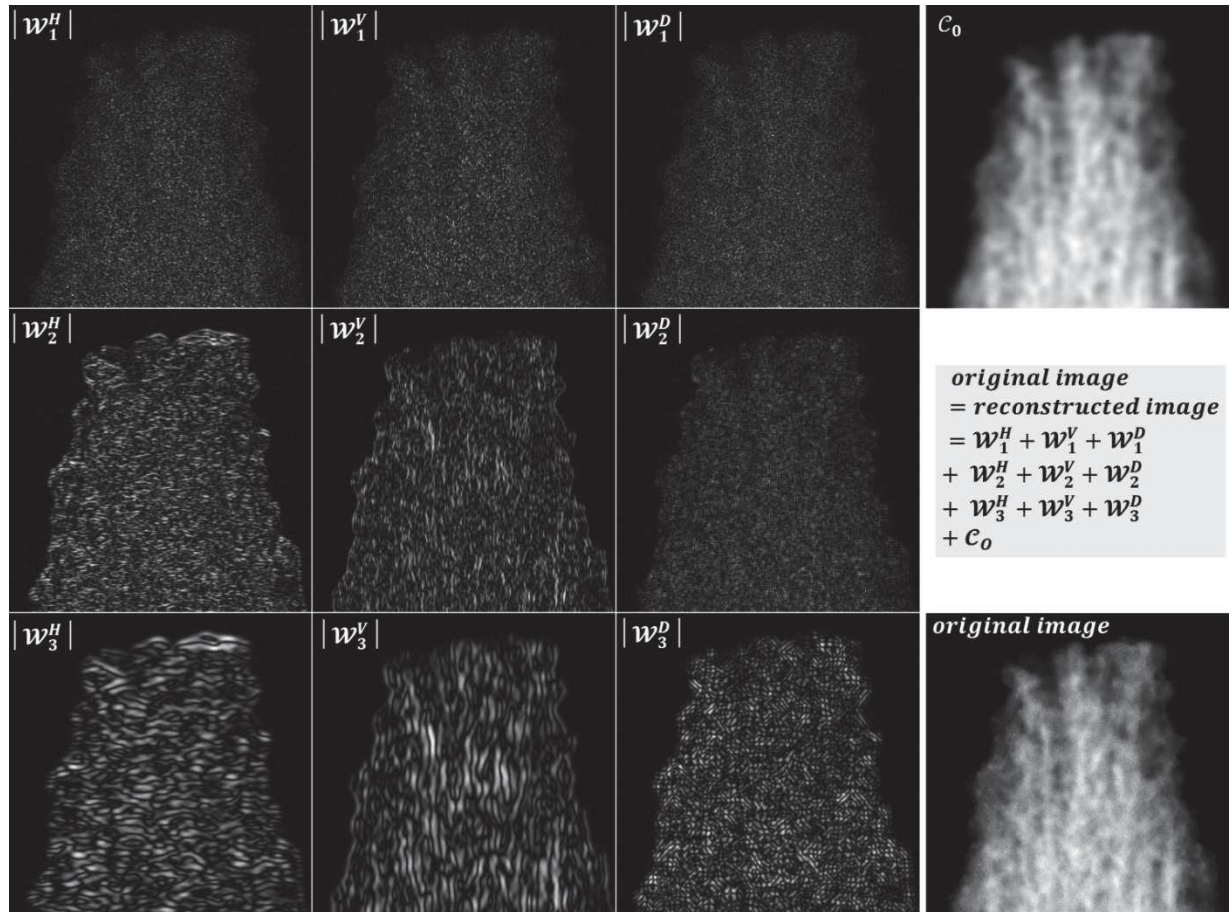 |𝒲₁ᴴ| |𝒲₁ⱽ| |𝒲₁ᴰ| 𝒞₀
|𝒲₂ᴴ| |𝒲₂ⱽ| |𝒲₂ᴰ|
original image
= reconstructed image
= 𝒲₁ᴴ + 𝒲₁ⱽ + 𝒲₁ᴰ
+ 𝒲₂ᴴ + 𝒲₂ⱽ + 𝒲₂ᴰ
+ 𝒲₃ᴴ + 𝒲₃ⱽ + 𝒲₃ᴰ
+ 𝒞_O
|𝒲₃ᴴ| |𝒲₃ⱽ| |𝒲₃ᴰ| original image